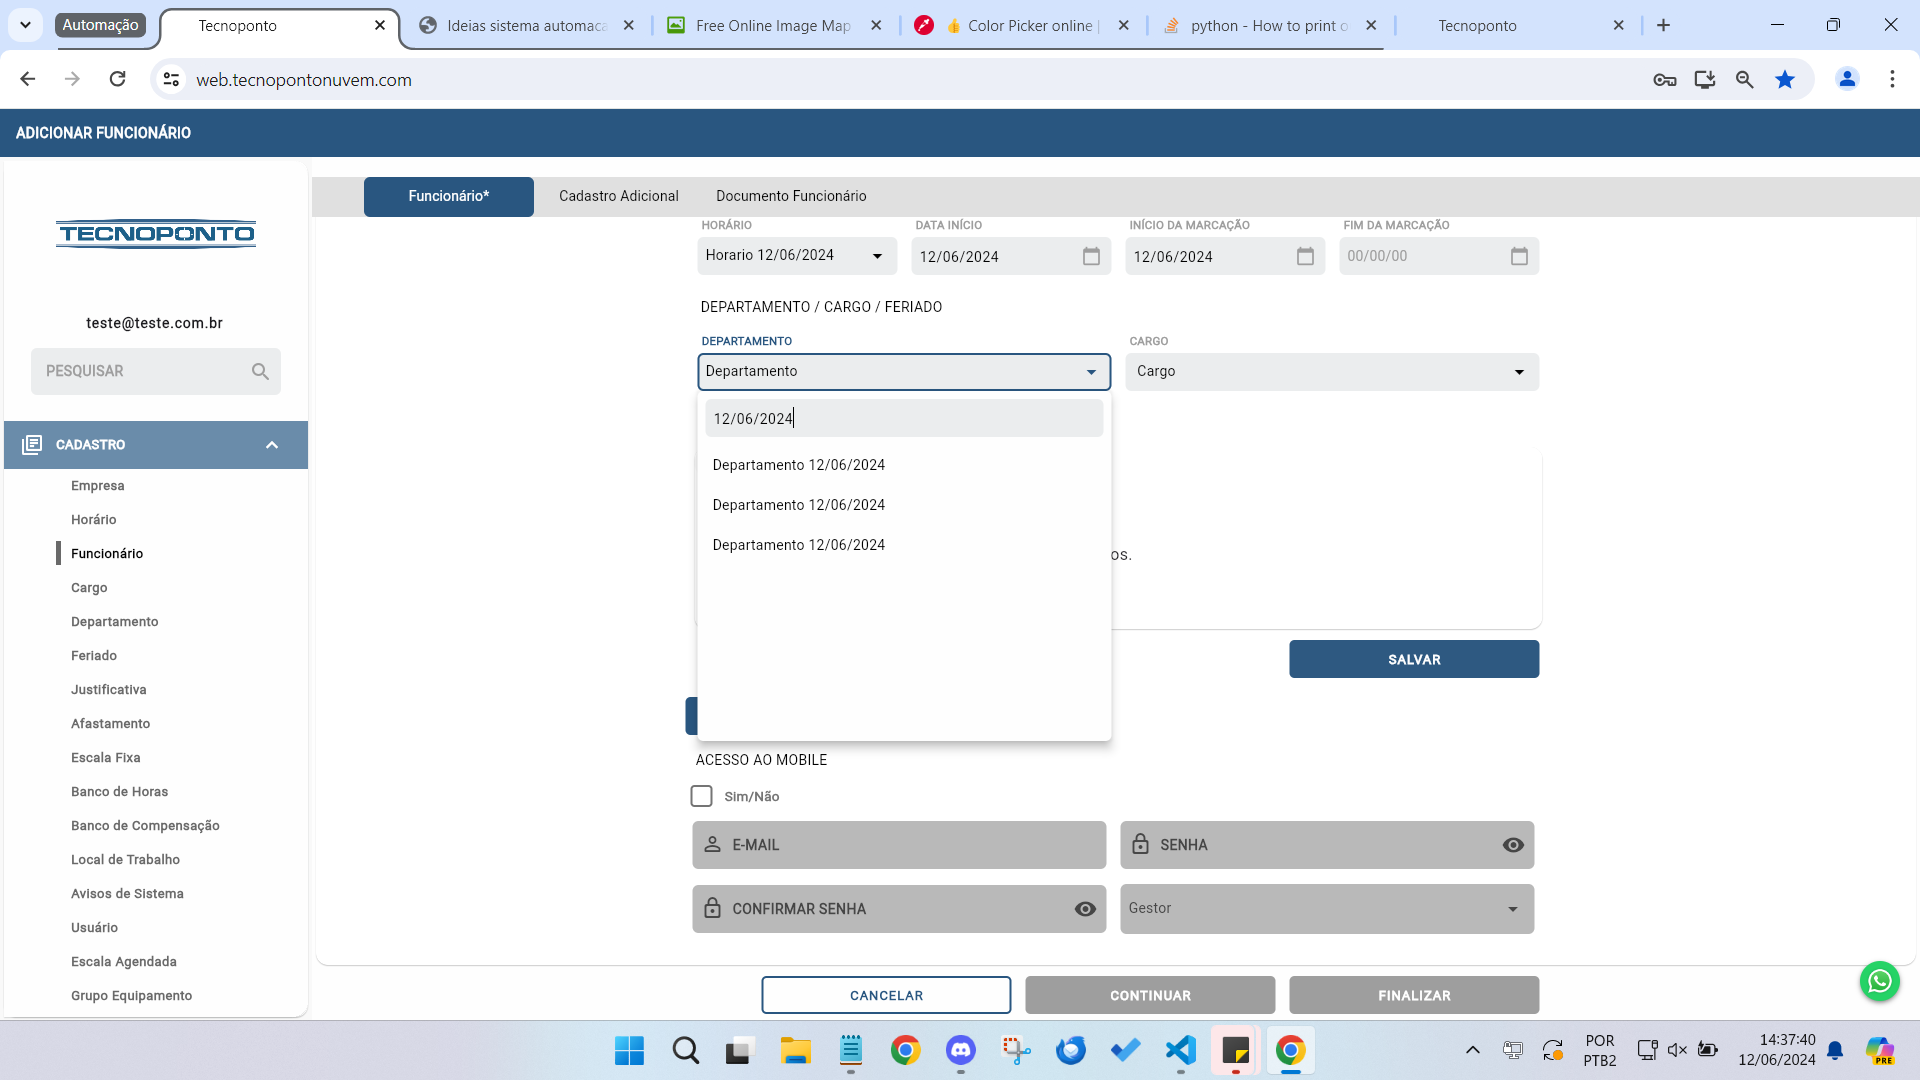 Automação
Tecnoponto
Ideias sistema automaca
Free Online Image Map
Color Picker online |
python - How to print o
Tecnoponto
web.tecnopontonuvem.com
ADICIONAR FUNCIONÁRIO
TECNOPONTO
teste@teste.com.br
PESQUISAR
CADASTRO
Empresa
Horário
Funcionário
Cargo
Departamento
Feriado
Justificativa
Afastamento
Escala Fixa
Banco de Horas
Banco de Compensação
Local de Trabalho
Avisos de Sistema
Usuário
Escala Agendada
Grupo Equipamento
Funcionário*
Cadastro Adicional
Documento Funcionário
HORÁRIO
DATA INÍCIO
INÍCIO DA MARCAÇÃO
FIM DA MARCAÇÃO
Horario 12/06/2024
12/06/2024
12/06/2024
00/00/00
DEPARTAMENTO / CARGO / FERIADO
DEPARTAMENTO
CARGO
Departamento
Cargo
12/06/2024
Departamento 12/06/2024
Departamento 12/06/2024
Departamento 12/06/2024
os.
SALVAR
ACESSO AO MOBILE
Sim/Não
E-MAIL
SENHA
CONFIRMAR SENHA
Gestor
CANCELAR
CONTINUAR
FINALIZAR
POR
PTB2
14:37:40
12/06/2024
PRE